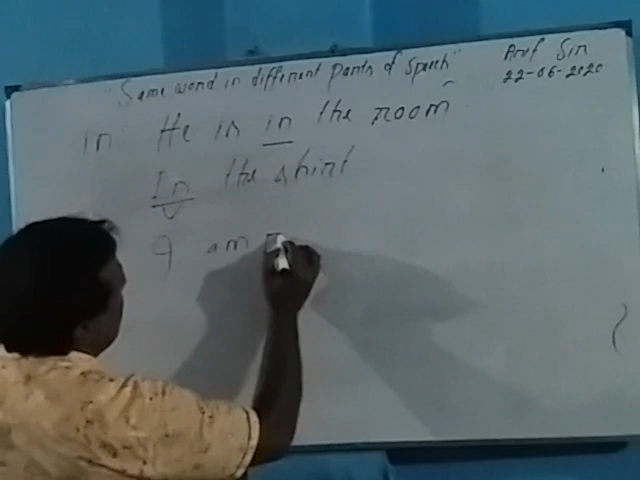 "Same word in different parts of speech"
Arif Sir
22-06-2020
in He is in the room
In the shirt
V
I am